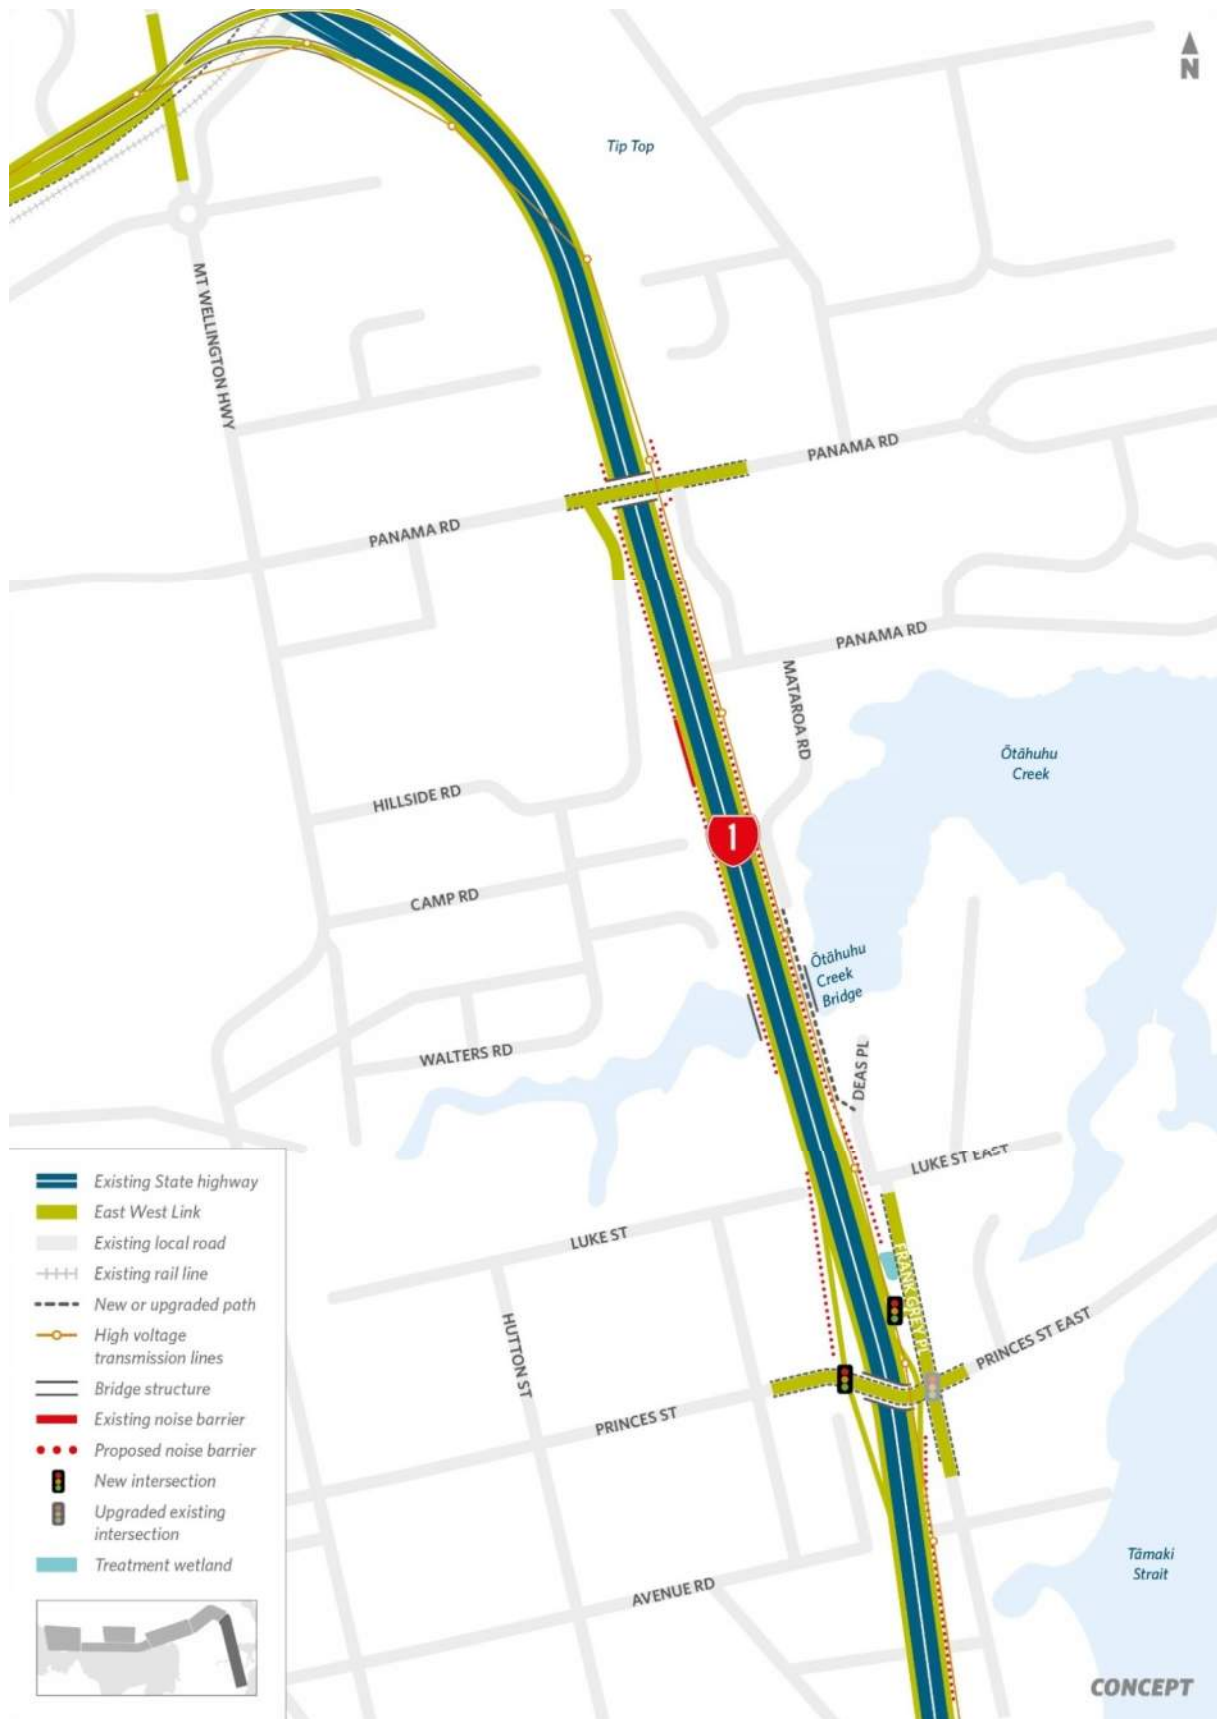 N
Tip Top
MT WELLINGTON HWY
PANAMA RD
PANAMA RD
PANAMA RD
MATAROA RD
Ōtāhuhu
Creek
HILLSIDE RD
1
CAMP RD
Ōtāhuhu
Creek
Bridge
WALTERS RD
DEAS PL
LUKE ST EAST
LUKE ST
FRANK GREY PL
HUTTON ST
PRINCES ST EAST
PRINCES ST
AVENUE RD
Tāmaki
Strait
Existing State highway
East West Link
Existing local road
Existing rail line
New or upgraded path
High voltage
transmission lines
Bridge structure
Existing noise barrier
Proposed noise barrier
New intersection
Upgraded existing
intersection
Treatment wetland
CONCEPT